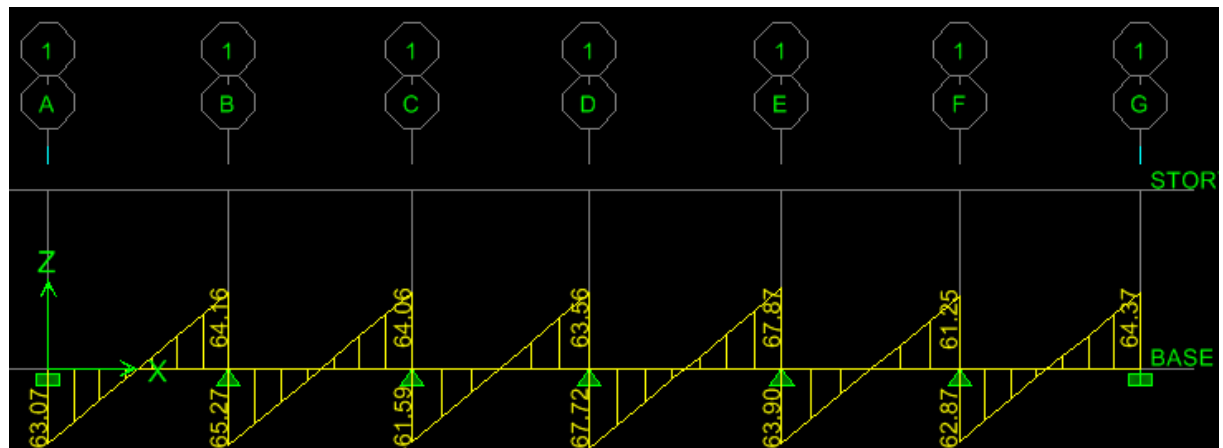 1 1 1 1 1 1 1
A B C D E F G
STOR
Z
64.16 64.06 63.56 67.87 61.25 64.37
X BASE
63.07 65.27 61.59 67.72 63.90 62.87